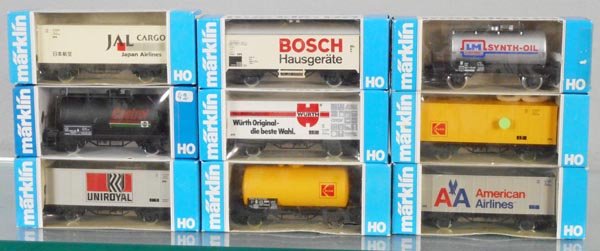 märklin
JAL CARGO
日本航空
Japan Airlines
HO
märklin
BOSCH
Hausgeräte
HO
märklin
LM SYNTH-OIL
HO
märklin
49
HO
märklin
WÜRTH
Würth Original-
die beste Wahl.
HO
märklin
HO
märklin
UNIROYAL
HO
märklin
HO
märklin
AA American
Airlines
HO